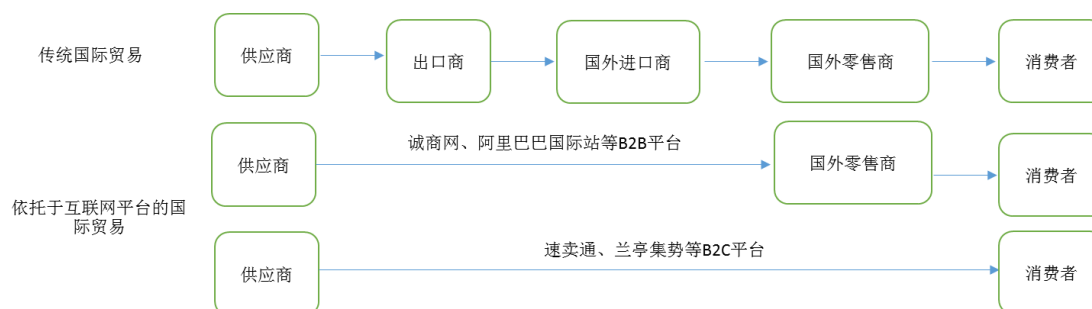 传统国际贸易
供应商
出口商
国外进口商
国外零售商
消费者
诚商网、阿里巴巴国际站等B2B平台
供应商
国外零售商
消费者
依托于互联网平台的国
际贸易
速卖通、兰亭集势等B2C平台
供应商
消费者